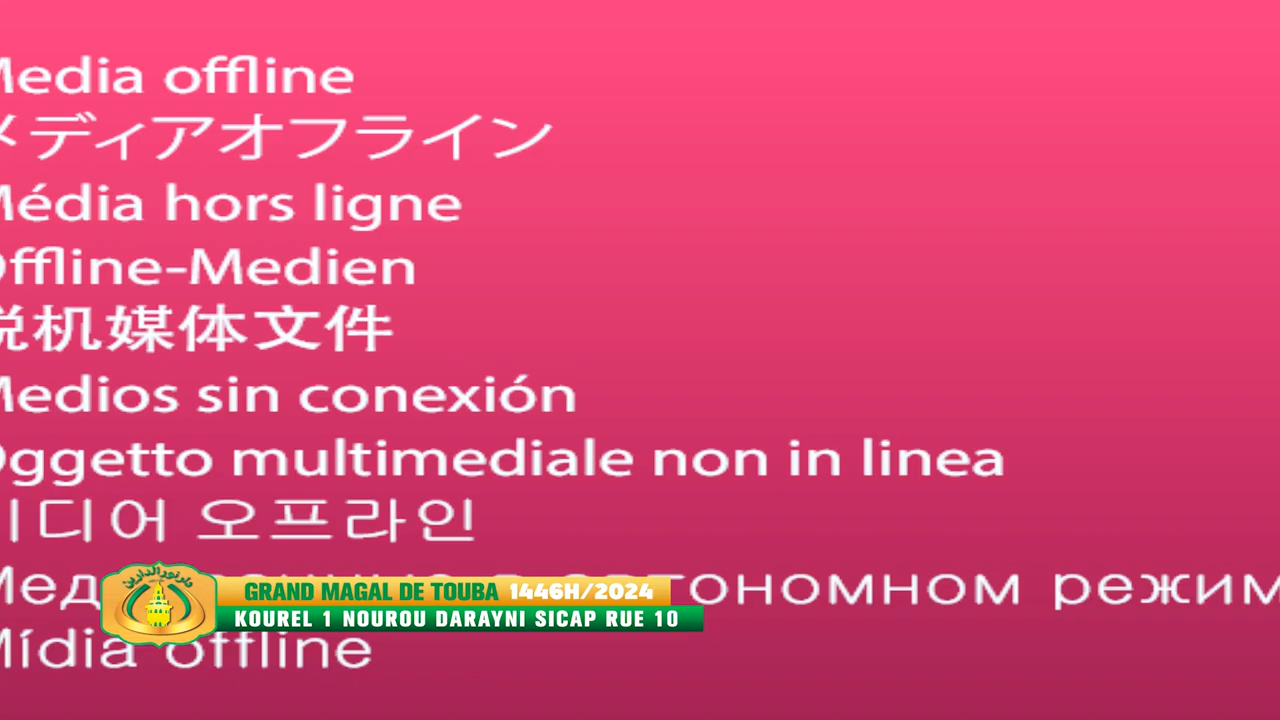 Media offline
メディアオフライン
Média hors ligne
Offline-Medien
脱机媒体文件
Medios sin conexión
Oggetto multimediale non in linea
미디어 오프라인
тономном режим
Mídia offline
GRAND MAGAL DE TOUBA 1446H/2024
KOUREL 1 NOUROU DARAYNI SICAP RUE 10